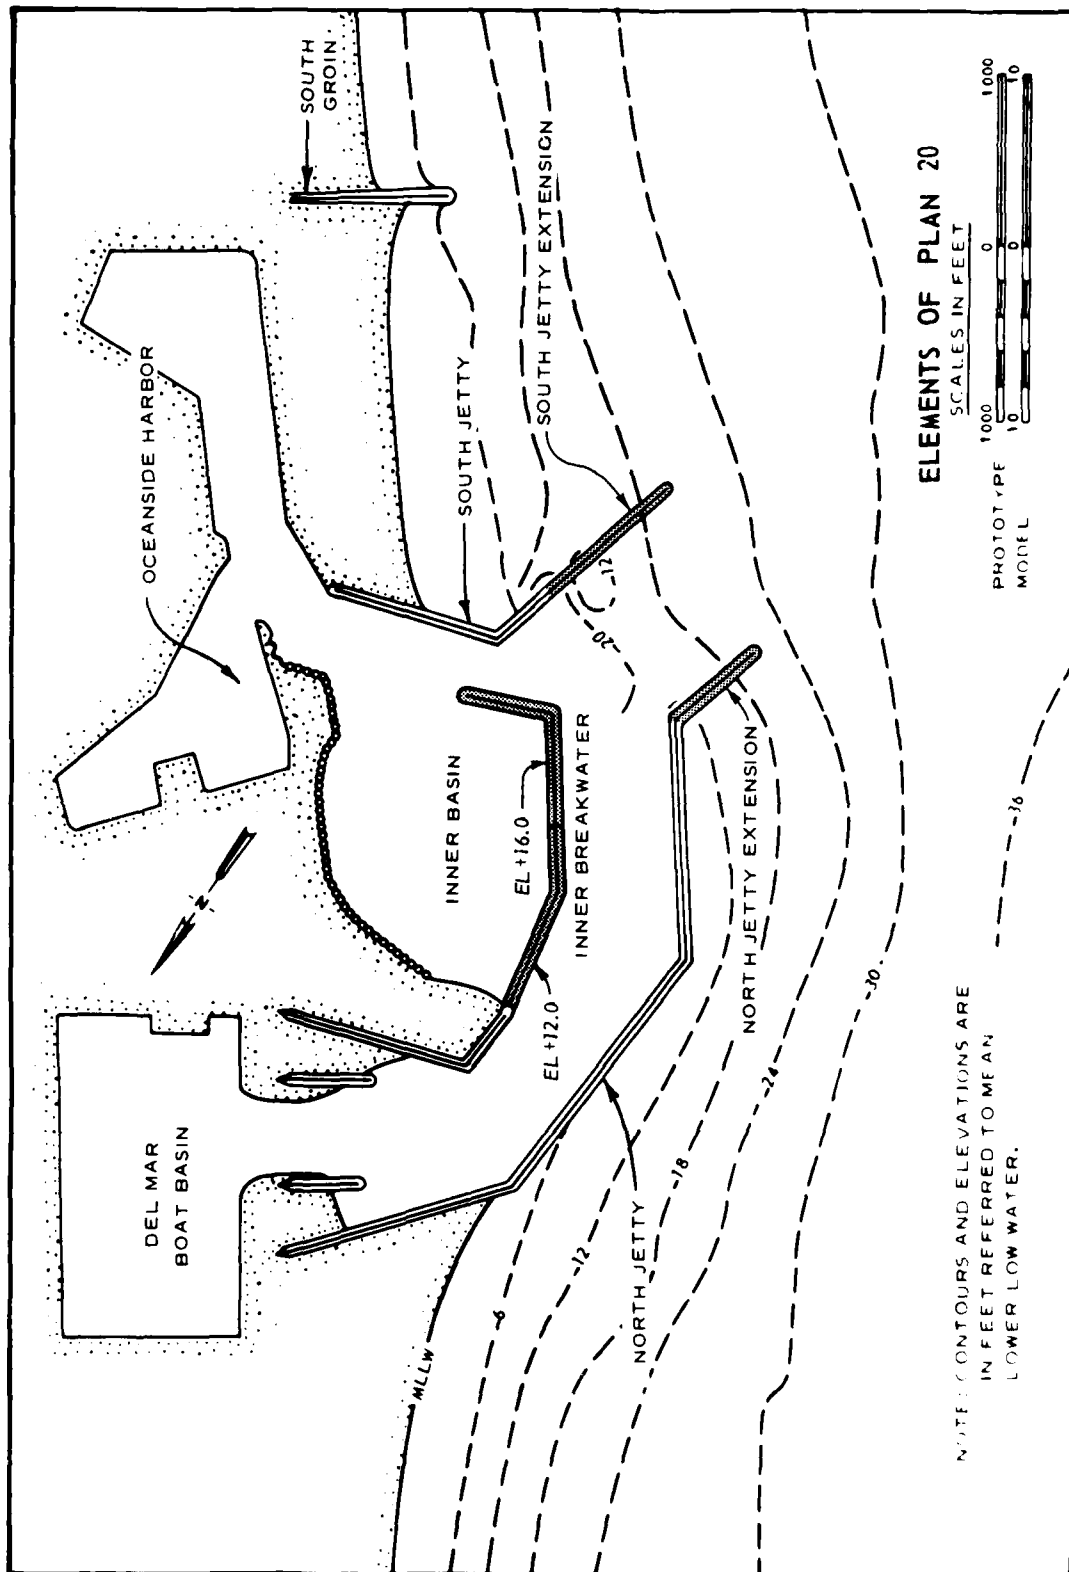 SOUTH
GROIN
OCEANSIDE HARBOR
SOUTH JETTY
SOUTH JETTY EXTENSION
-12
-20
N
INNER BASIN
EL +16.0
INNER BREAKWATER
EL +12.0
NORTH JETTY EXTENSION
DEL MAR
BOAT BASIN
NORTH JETTY
MLLW
-6
-12
-18
-24
-30
-36
ELEMENTS OF PLAN 20
SCALES IN FEET
PROTOTYPE 1000 0 1000
MODEL 10 0 10
NOTE: CONTOURS AND ELEVATIONS ARE
IN FEET REFERRED TO MEAN
LOWER LOW WATER.